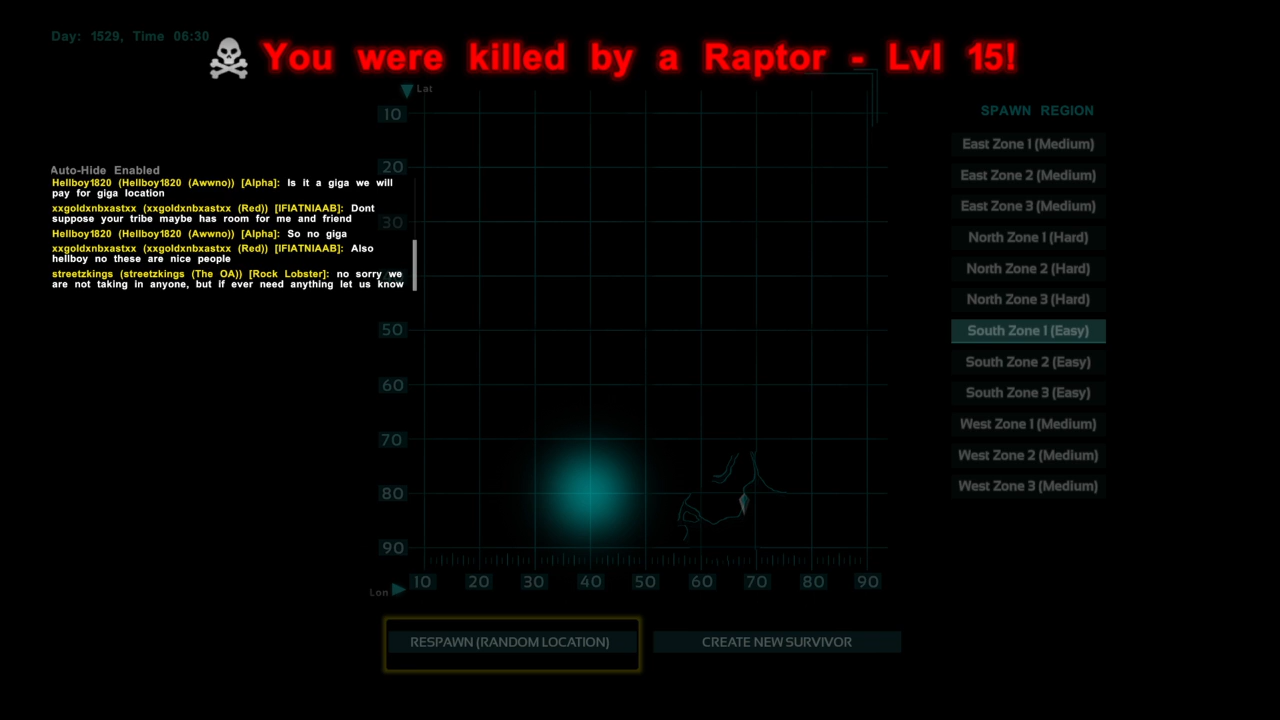 Day: 1529, Time 06:30
You were killed by a Raptor - Lvl 15!
Lat
10
20
30
50
60
70
80
90
10 20 30 40 50 60 70 80 90
Lon
Auto-Hide Enabled
Hellboy1820 (Hellboy1820 (Awwno)) [Alpha]: Is it a giga we will
pay for giga location
xxgoldxnbxastxx (xxgoldxnbxastxx (Red)) [IFIATNIAAB]: Dont
suppose your tribe maybe has room for me and friend
Hellboy1820 (Hellboy1820 (Awwno)) [Alpha]: So no giga
xxgoldxnbxastxx (xxgoldxnbxastxx (Red)) [IFIATNIAAB]: Also
hellboy no these are nice people
streetzkings (streetzkings (The OA)) [Rock Lobster]: no sorry we
are not taking in anyone, but if ever need anything let us know
SPAWN REGION
East Zone 1 (Medium)
East Zone 2 (Medium)
East Zone 3 (Medium)
North Zone 1 (Hard)
North Zone 2 (Hard)
North Zone 3 (Hard)
South Zone 1 (Easy)
South Zone 2 (Easy)
South Zone 3 (Easy)
West Zone 1 (Medium)
West Zone 2 (Medium)
West Zone 3 (Medium)
RESPAWN (RANDOM LOCATION)
CREATE NEW SURVIVOR